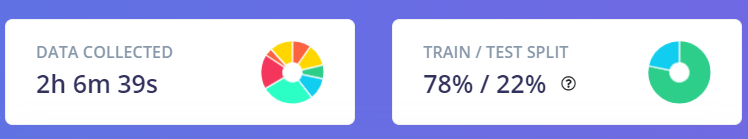 DATA COLLECTED
2h 6m 39s
TRAIN / TEST SPLIT
78% / 22% ?